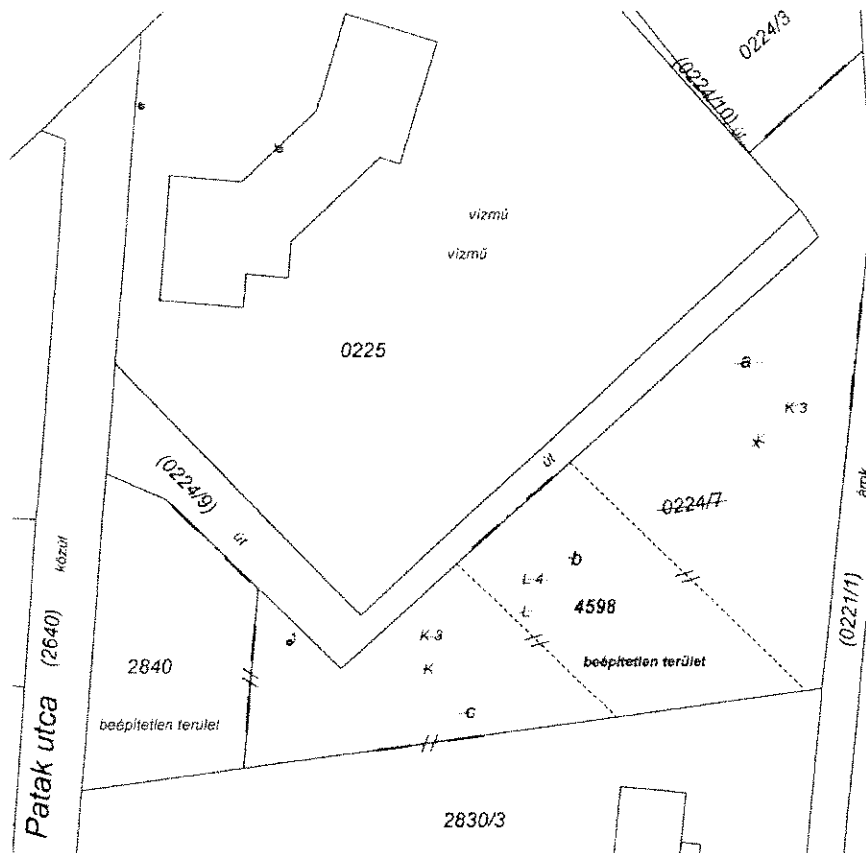 0224/3
(0224/10) út
vízmű
vízmű
0225
a
K 3
K
út
(0224/9)
út
0224/7
árok
b
L 4
L
4598
közút
(2640)
Patak utca
(0221/1)
K 3
K
2840
beépítetlen terület
beépítetlen terület
c
2830/3